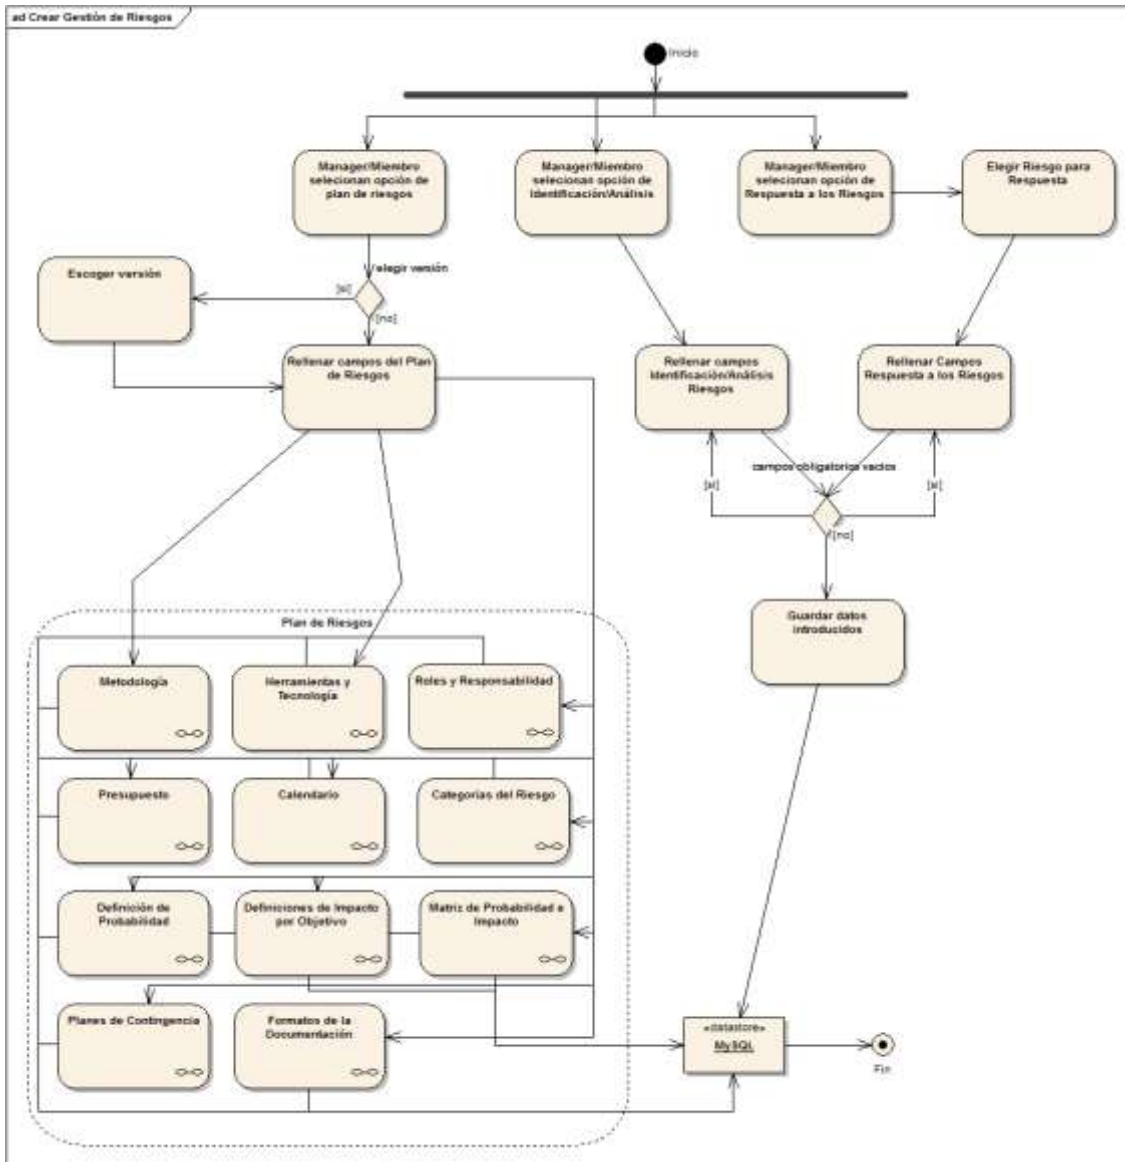 ad Crear Gestión de Riesgos
Inicio
Manager/Miembro
selecionan opción de
plan de riesgos
Manager/Miembro
selecionan opción de
Identificación/Análisis
Manager/Miembro
selecionan opción de
Respuesta a los Riesgos
Elegir Riesgo para
Respuesta
Escoger versión
elegir versión
[si]
[no]
Rellenar campos del Plan
de Riesgos
Rellenar campos
Identificación/Análisis
Riesgos
Rellenar Campos
Respuesta a los Riesgos
campos obligatorios vacios
[si]
[si]
[no]
Guardar datos
introducidos
Plan de Riesgos
Metodología
Herramientas y
Tecnología
Roles y Responsabilidad
Presupuesto
Calendario
Categorías del Riesgo
Definición de
Probabilidad
Definiciones de Impacto
por Objetivo
Matriz de Probabilidad e
Impacto
Planes de Contingencia
Formatos de la
Documentación
«datastore»
MySQL
Fin